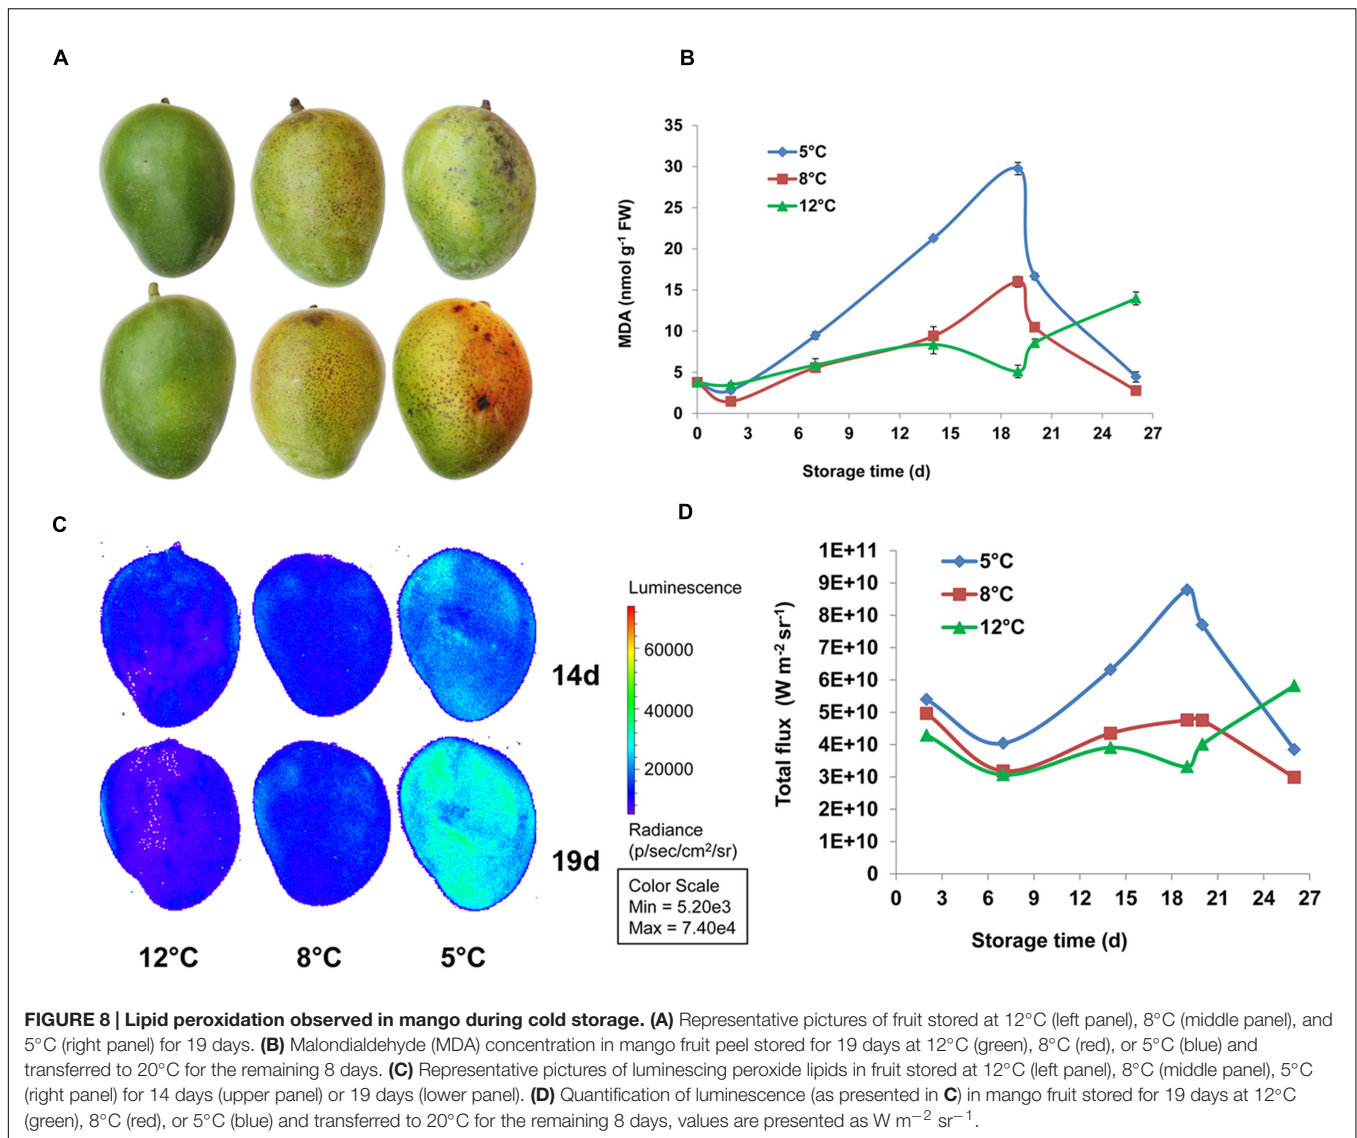 A
B
35
30
25
20
15
10
5
0
MDA (nmol g⁻¹ FW)
5°C
8°C
12°C
0 3 6 9 12 15 18 21 24 27
Storage time (d)
C
14d
19d
12°C 8°C 5°C
Luminescence
60000
40000
20000
Radiance
(p/sec/cm²/sr)
Color Scale
Min = 5.20e3
Max = 7.40e4
D
1E+11
9E+10
8E+10
7E+10
6E+10
5E+10
4E+10
3E+10
2E+10
1E+10
0
Total flux (W m⁻² sr⁻¹)
5°C
8°C
12°C
0 3 6 9 12 15 18 21 24 27
Storage time (d)
FIGURE 8 | Lipid peroxidation observed in mango during cold storage. (A) Representative pictures of fruit stored at 12°C (left panel), 8°C (middle panel), and
5°C (right panel) for 19 days. (B) Malondialdehyde (MDA) concentration in mango fruit peel stored for 19 days at 12°C (green), 8°C (red), or 5°C (blue) and
transferred to 20°C for the remaining 8 days. (C) Representative pictures of luminescing peroxide lipids in fruit stored at 12°C (left panel), 8°C (middle panel), 5°C
(right panel) for 14 days (upper panel) or 19 days (lower panel). (D) Quantification of luminescence (as presented in C) in mango fruit stored for 19 days at 12°C
(green), 8°C (red), or 5°C (blue) and transferred to 20°C for the remaining 8 days, values are presented as W m⁻² sr⁻¹.